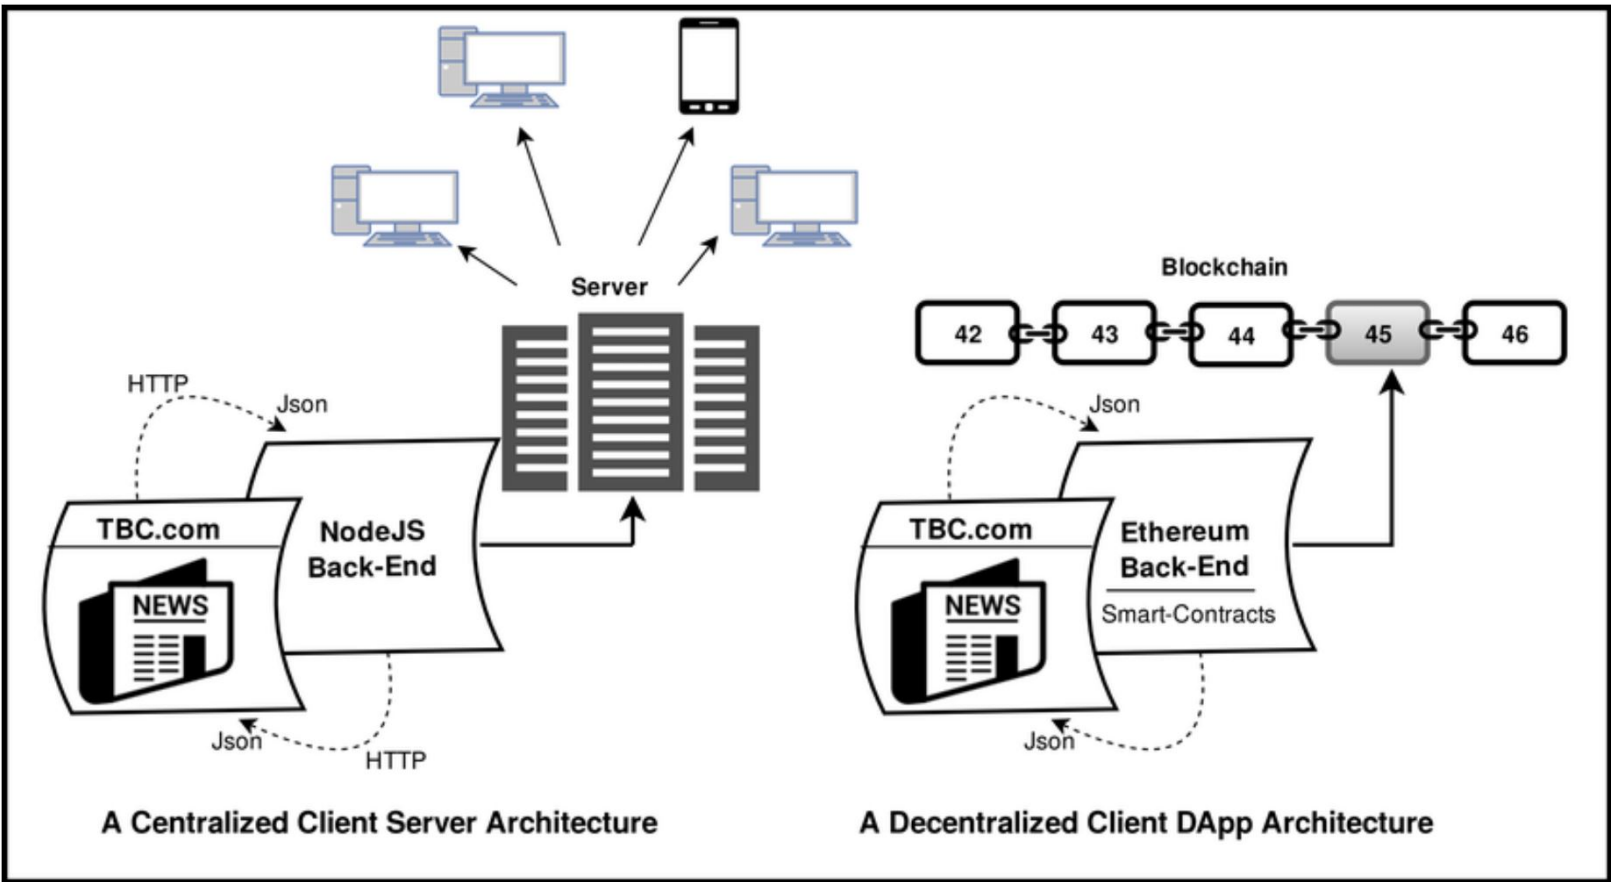 Server
HTTP
Json
TBC.com
NEWS
NodeJS
Back-End
Json
HTTP
A Centralized Client Server Architecture
Blockchain
42
43
44
45
46
Json
TBC.com
NEWS
Ethereum
Back-End
Smart-Contracts
Json
A Decentralized Client DApp Architecture